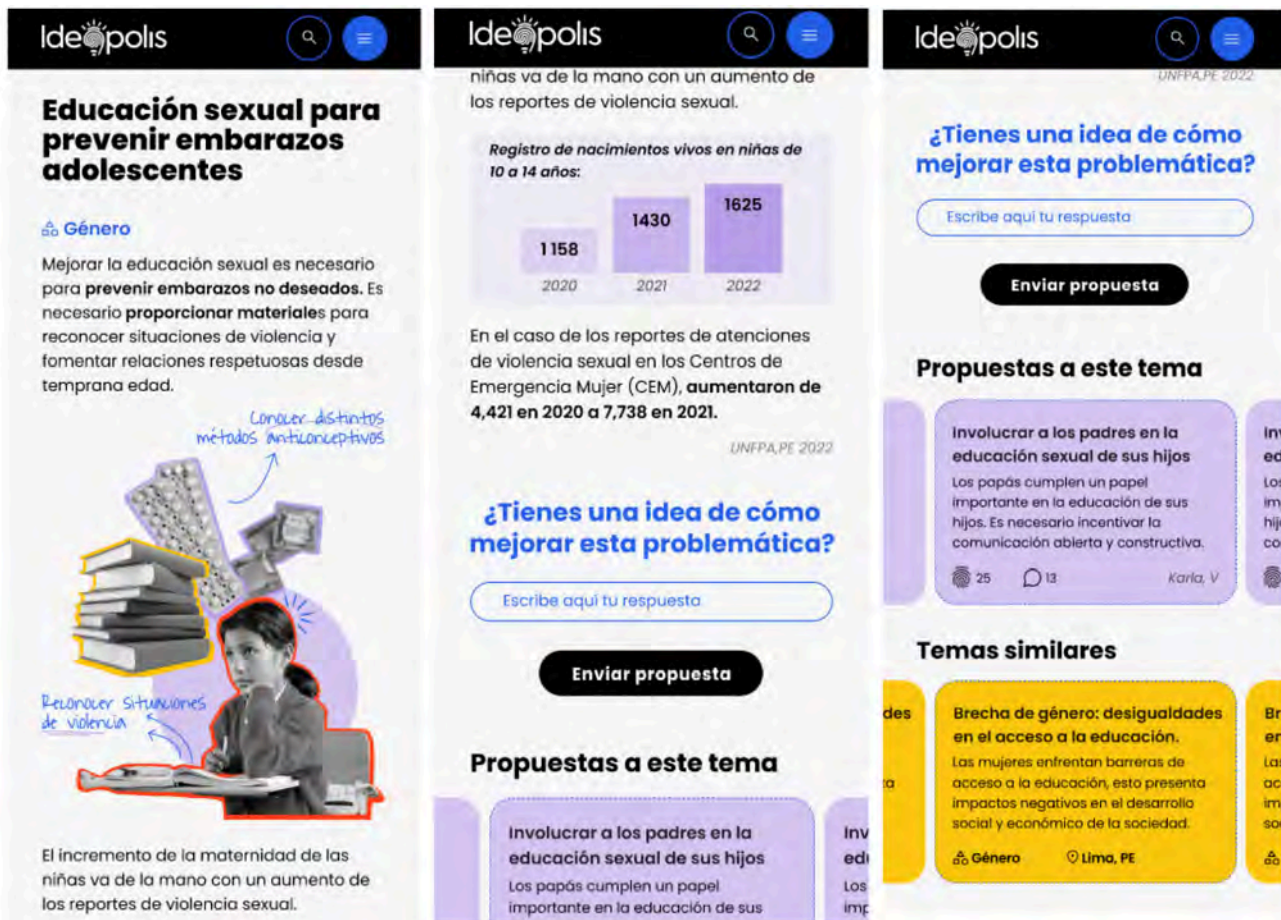 Ideopolis
Educación sexual para
prevenir embarazos
adolescentes
Género
Mejorar la educación sexual es necesario
para prevenir embarazos no deseados. Es
necesario proporcionar materiales para
reconocer situaciones de violencia y
fomentar relaciones respetuosas desde
temprana edad.
Conocer distintos
métodos anticonceptivos
Reconocer situaciones
de violencia
El incremento de la maternidad de las
niñas va de la mano con un aumento de
los reportes de violencia sexual.
Ideopolis
niñas va de la mano con un aumento de
los reportes de violencia sexual.
Registro de nacimientos vivos en niñas de
10 a 14 años:
1158
1430
1625
2020
2021
2022
En el caso de los reportes de atenciones
de violencia sexual en los Centros de
Emergencia Mujer (CEM), aumentaron de
4,421 en 2020 a 7,738 en 2021.
UNFPA,PE 2022
¿Tienes una idea de cómo
mejorar esta problemática?
Escribe aquí tu respuesta
Enviar propuesta
Propuestas a este tema
Involucrar a los padres en la
educación sexual de sus hijos
Los papás cumplen un papel
importante en la educación de sus
Inv
edu
Los
imp
Ideopolis
UNFPA,PE 2022
¿Tienes una idea de cómo
mejorar esta problemática?
Escribe aquí tu respuesta
Enviar propuesta
Propuestas a este tema
Involucrar a los padres en la
educación sexual de sus hijos
Los papás cumplen un papel
importante en la educación de sus
hijos. Es necesario incentivar la
comunicación abierta y constructiva.
25
13
Karla, V
Temas similares
des
Brecha de género: desigualdades
en el acceso a la educación.
Las mujeres enfrentan barreras de
acceso a la educación, esto presenta
impactos negativos en el desarrollo
social y económico de la sociedad.
Género
Lima, PE
Br
en